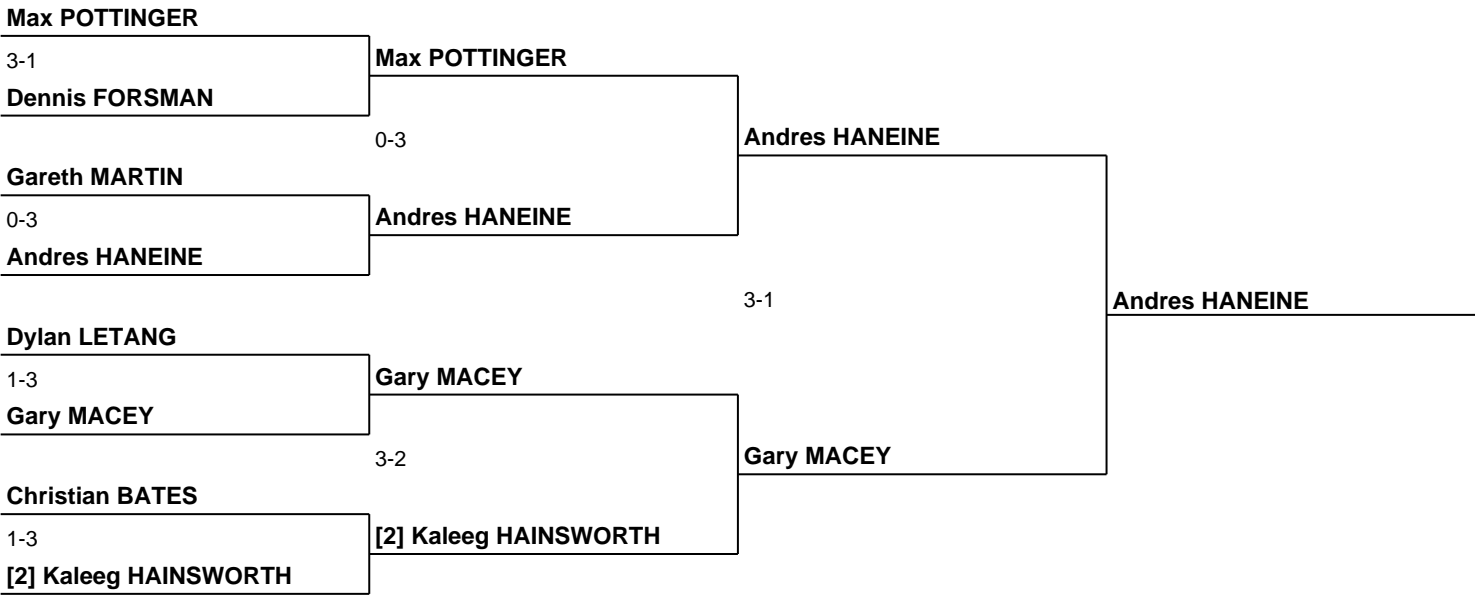 Max POTTINGER
3-1
Max POTTINGER
Dennis FORSMAN
0-3
Andres HANEINE
Gareth MARTIN
0-3
Andres HANEINE
Andres HANEINE
3-1
Andres HANEINE
Dylan LETANG
1-3
Gary MACEY
Gary MACEY
3-2
Gary MACEY
Christian BATES
1-3
[2] Kaleeg HAINSWORTH
[2] Kaleeg HAINSWORTH